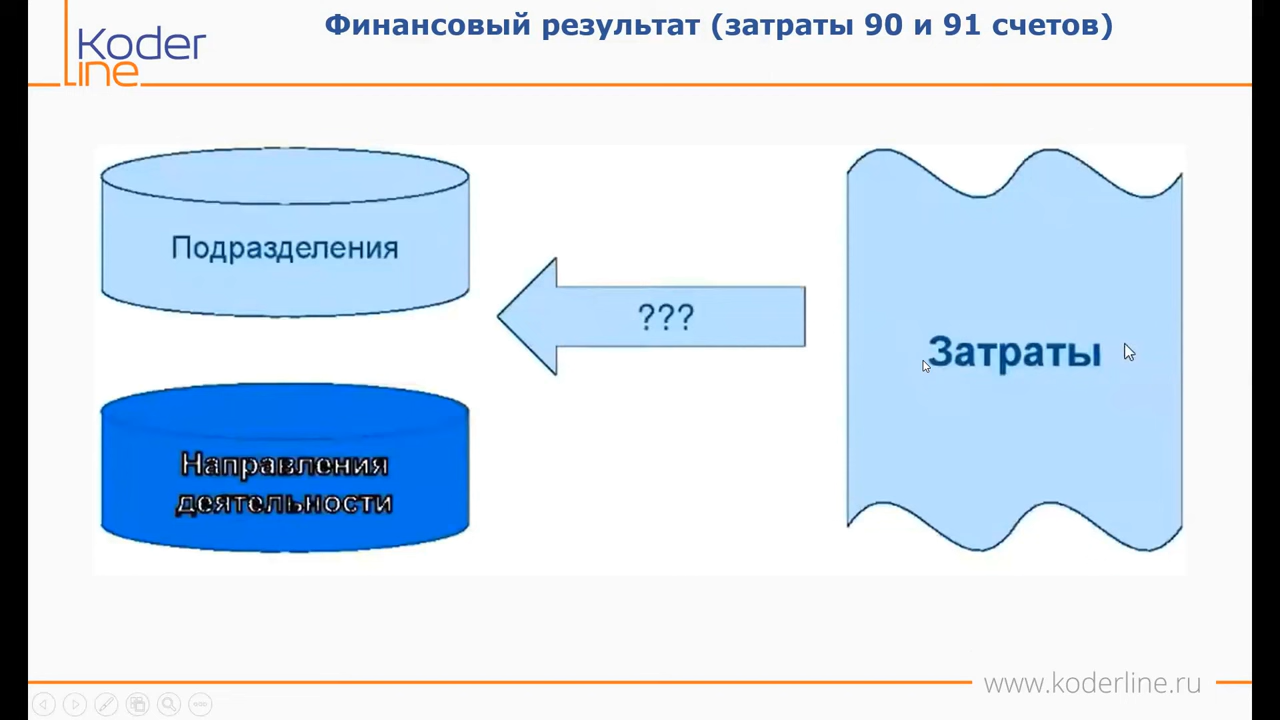 Финансовый результат (затраты 90 и 91 счетов)
Koder
line
Подразделения
???
Затраты
Направления
деятельности
www.koderline.ru